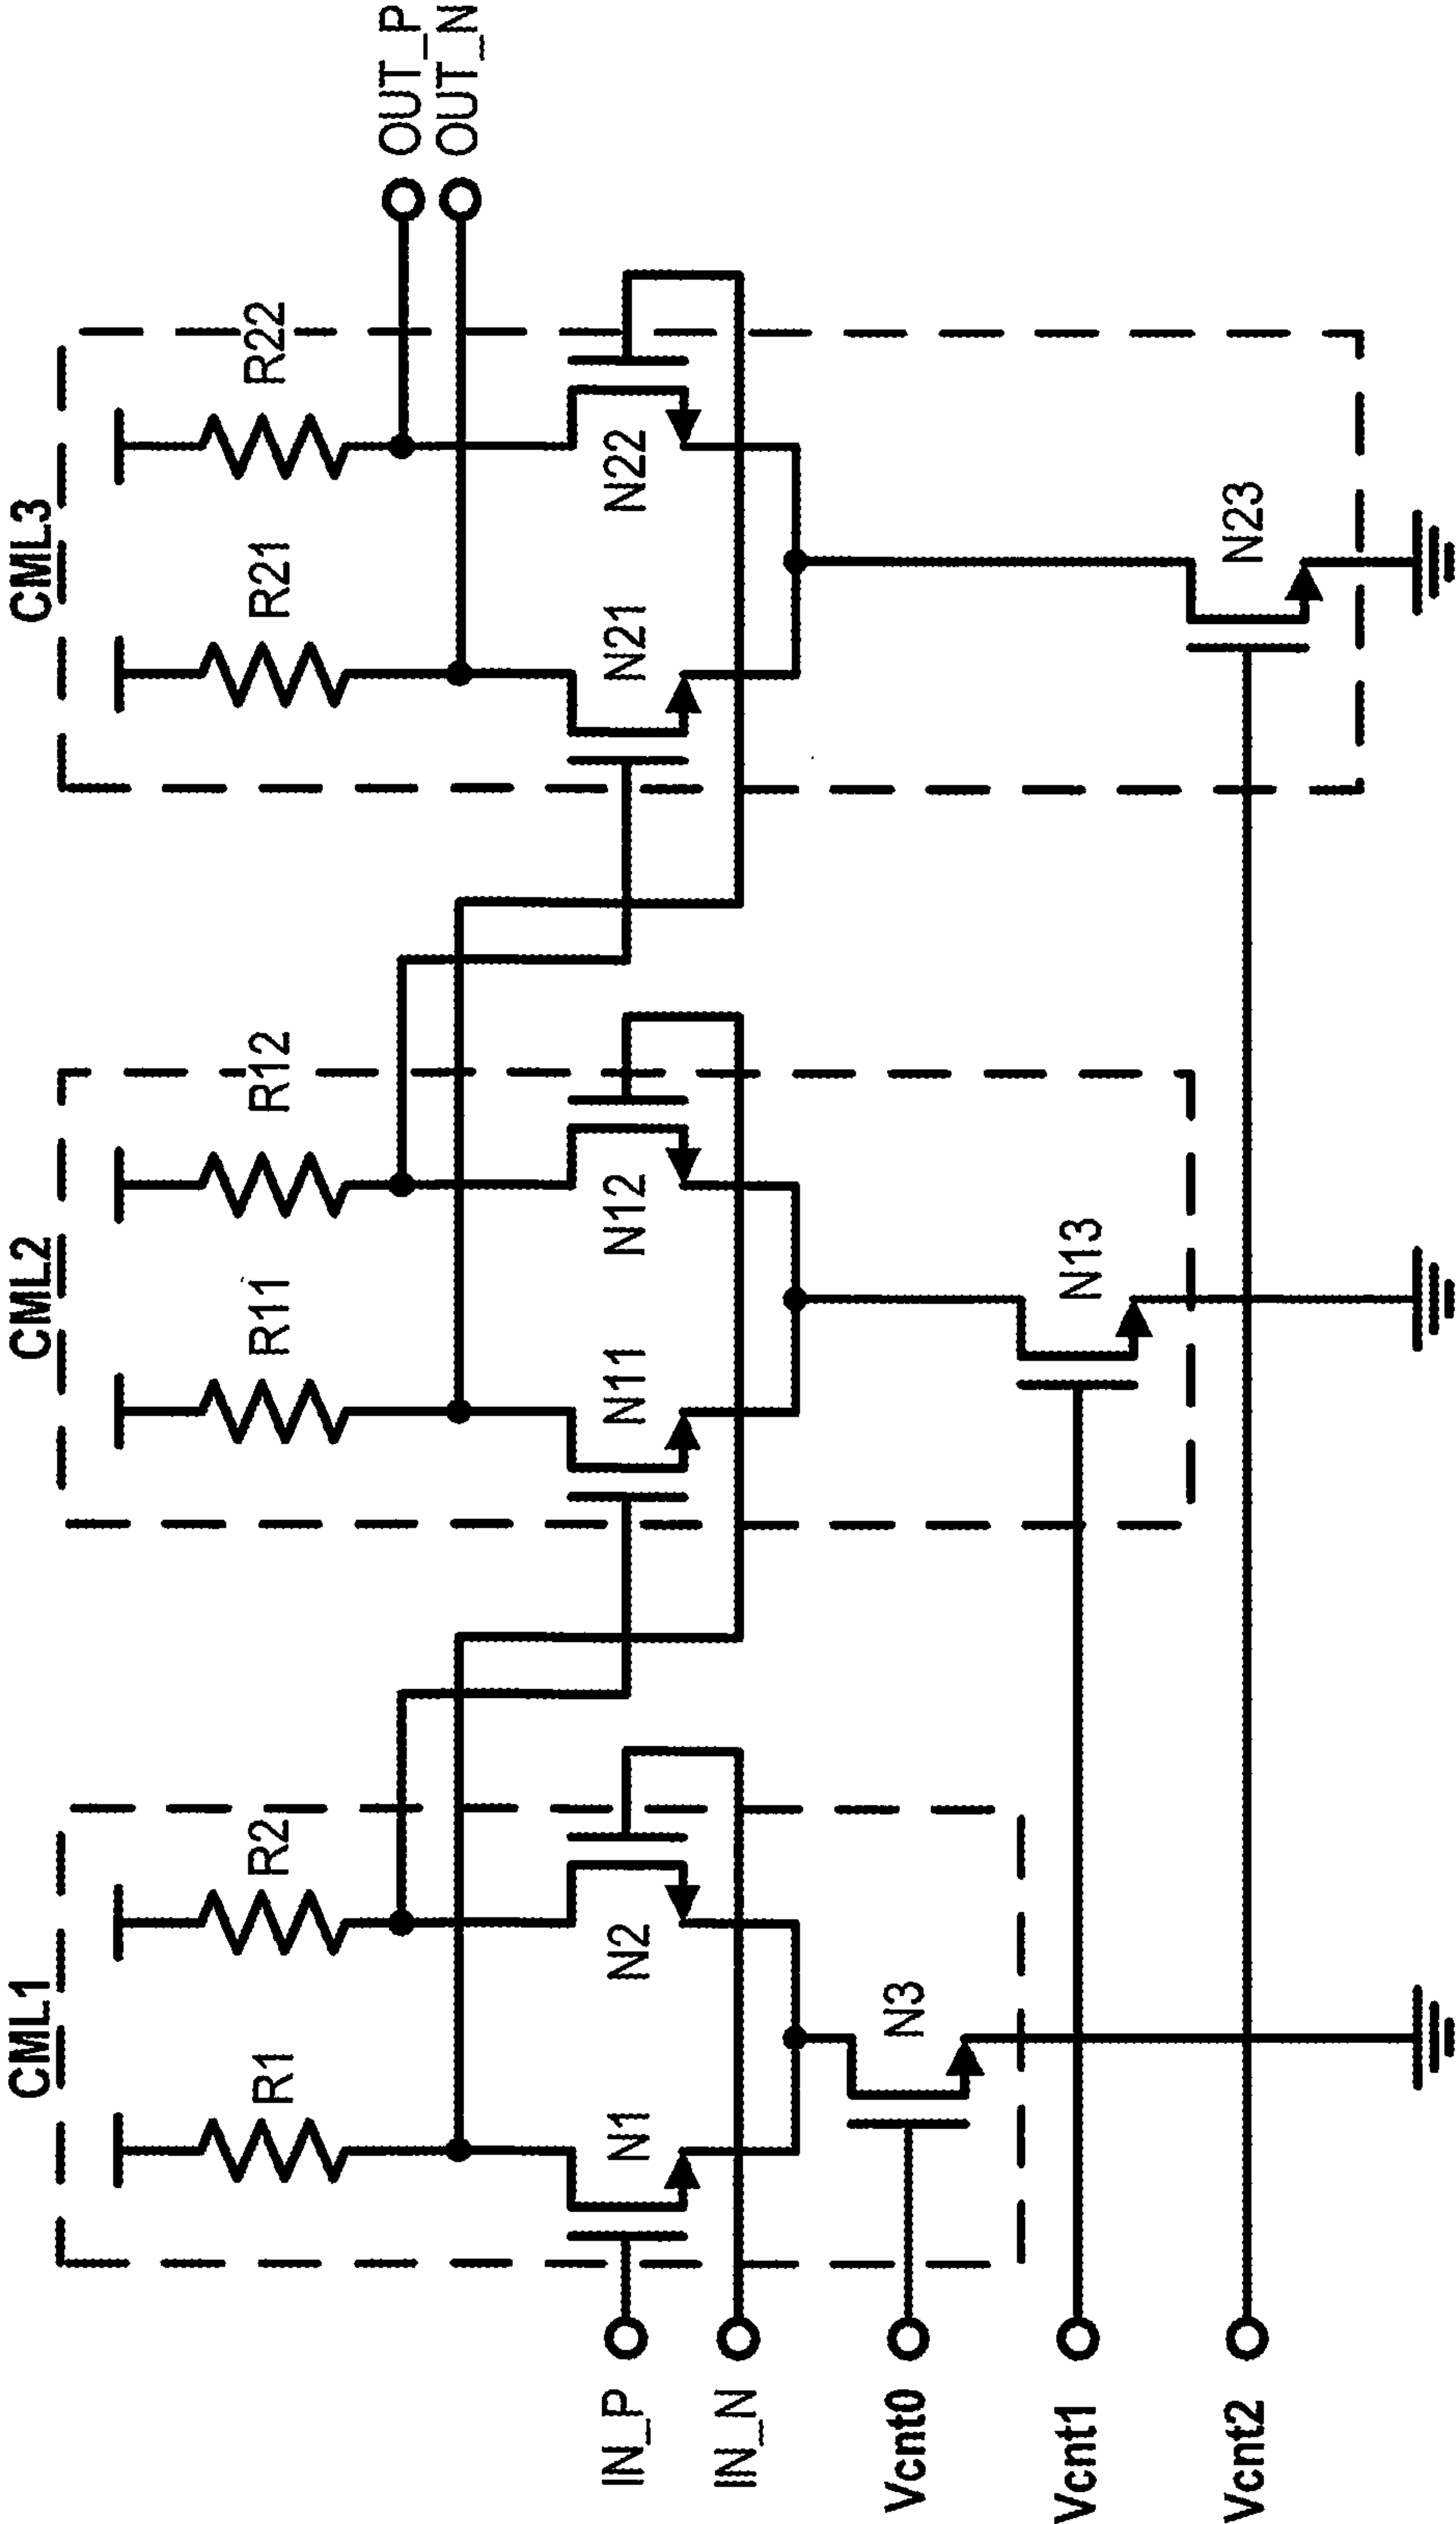 CML1
CML2
CML3
R1
R2
R11
R12
R21
R22
OUT_P
OUT_N
N1
N2
N11
N12
N21
N22
IN_P
IN_N
N3
Vcnt0
N13
Vcnt1
N23
Vcnt2